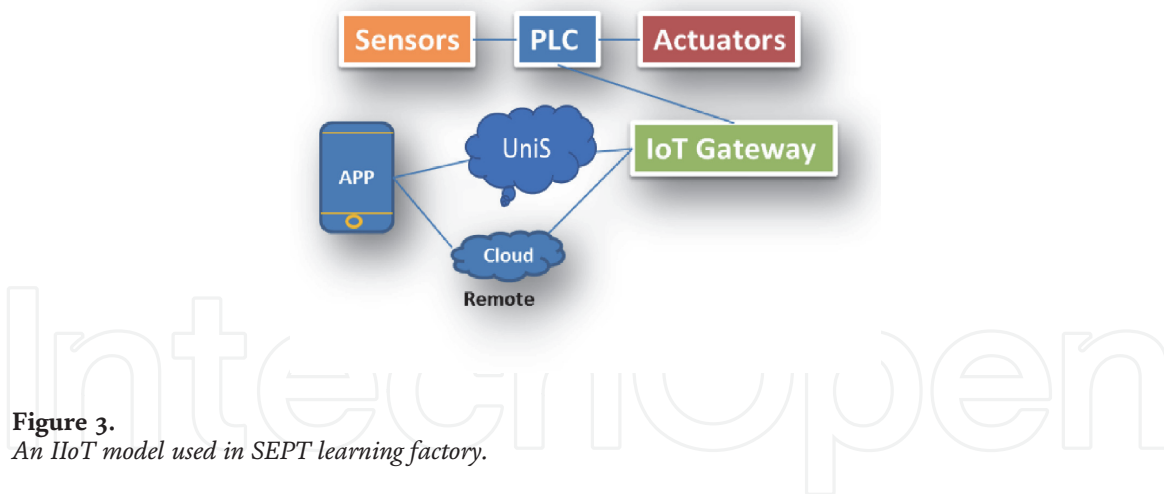 Sensors PLC Actuators
UniS IoT Gateway
APP
Cloud
Remote
IntechOpen
Figure 3.
An IIoT model used in SEPT learning factory.